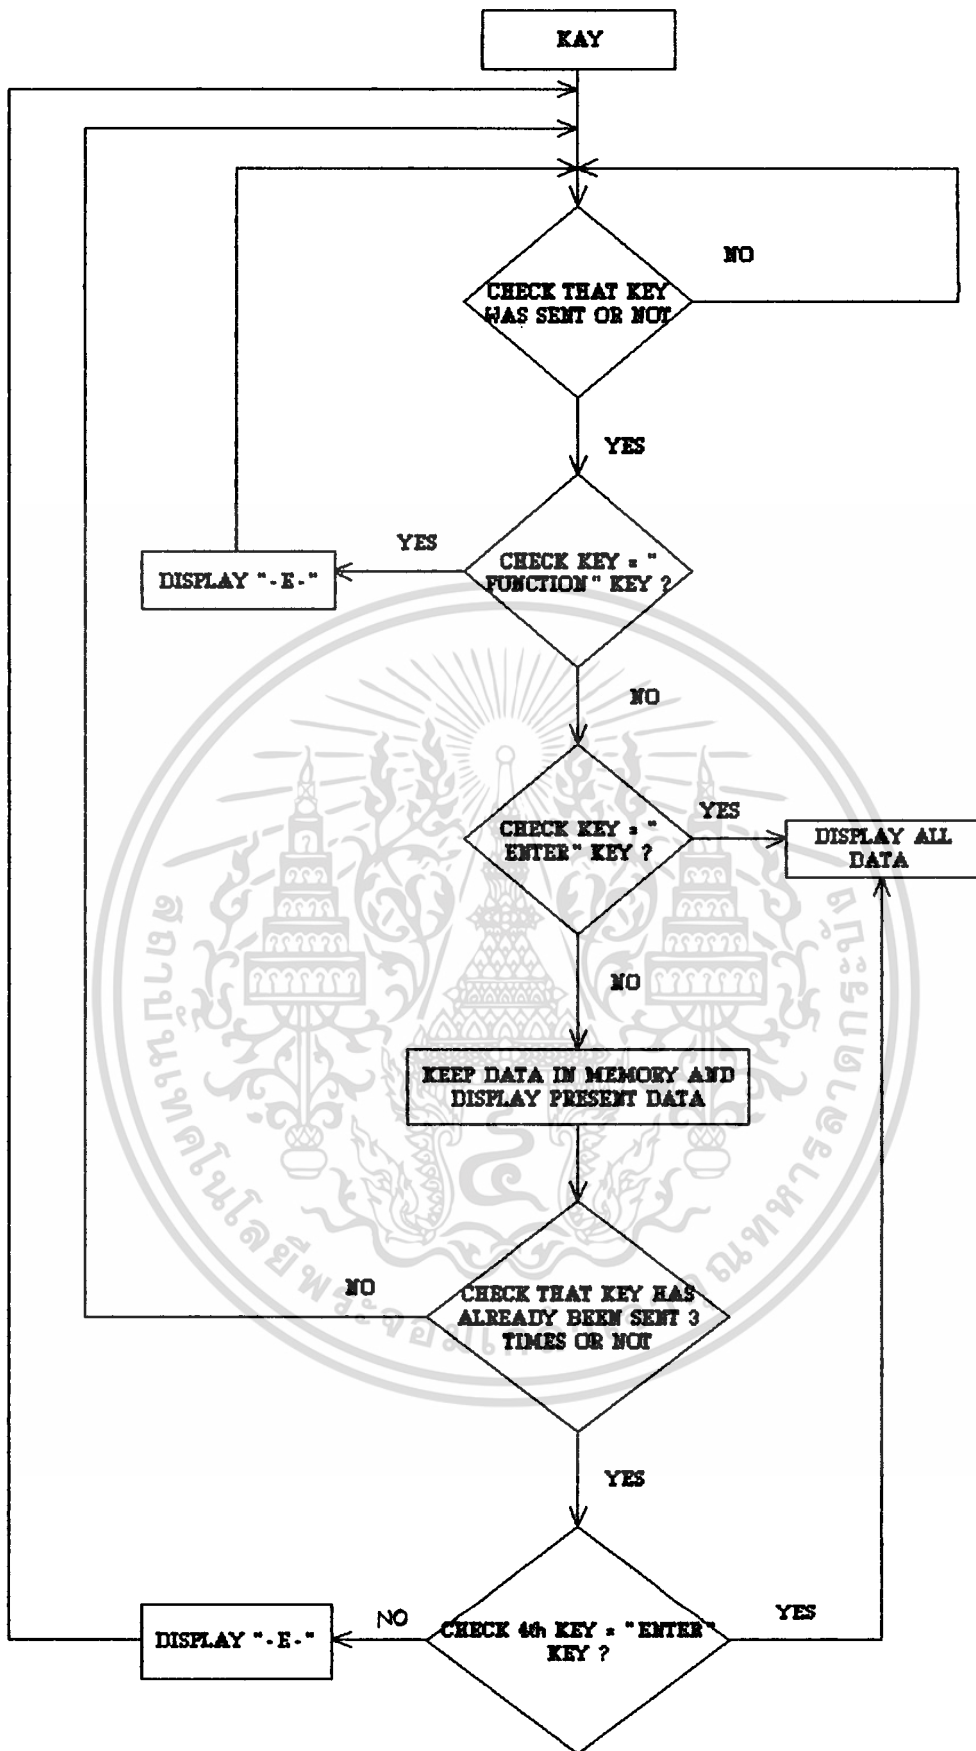 KAY
CHECK THAT KEY
WAS SENT OR NOT
NO
YES
CHECK KEY = "
FUNCTION" KEY ?
YES
DISPLAY "-E-"
NO
CHECK KEY = "
ENTER" KEY ?
YES
DISPLAY ALL
DATA
NO
KEEP DATA IN MEMORY AND
DISPLAY PRESENT DATA
CHECK THAT KEY HAS
ALREADY BEEN SENT 3
TIMES OR NOT
NO
YES
CHECK 4th KEY = "ENTER"
KEY ?
YES
NO
DISPLAY "-E-"